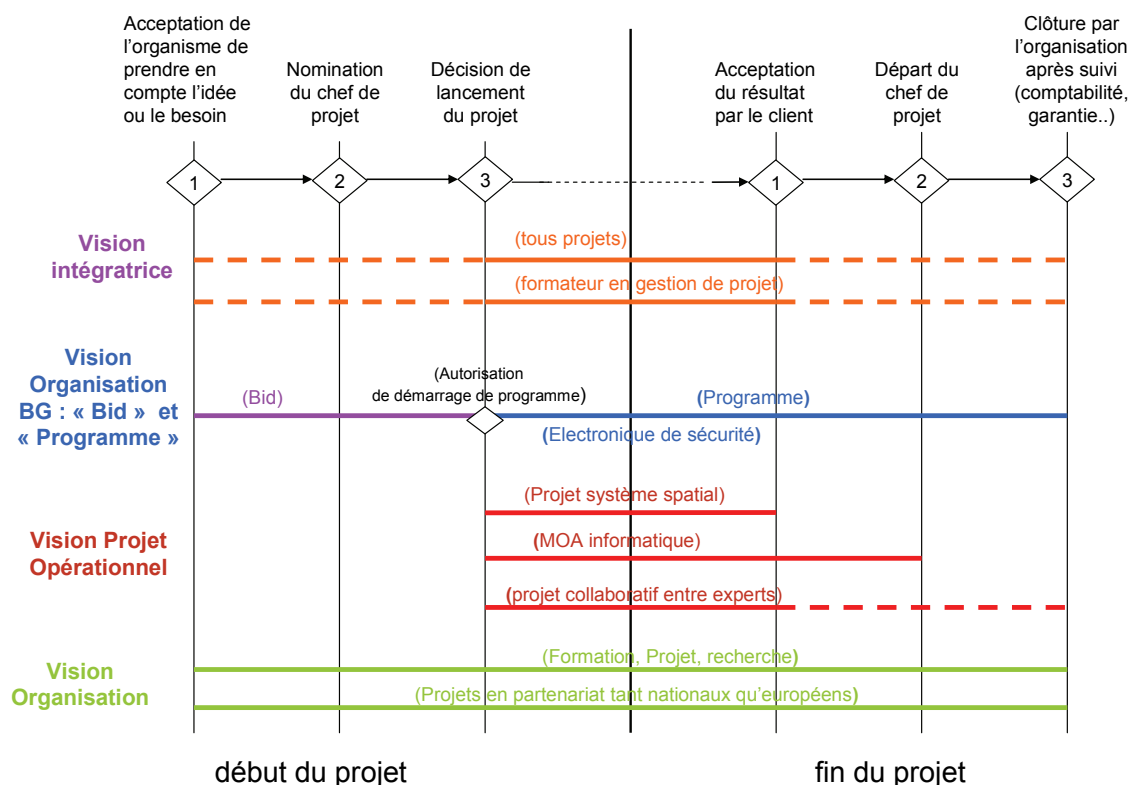 Acceptation de
l'organisme de
prendre en
compte l'idée
ou le besoin
Nomination
du chef de
projet
Décision de
lancement
du projet
Acceptation
du résultat
par le client
Départ du
chef de
projet
Clôture par
l'organisation
après suivi
(comptabilité,
garantie..)
1
2
3
1
2
3
Vision
intégratrice
(tous projets)
(formateur en gestion de projet)
Vision
Organisation
BG : « Bid » et
« Programme »
(Bid)
(Autorisation
de démarrage de programme)
(Programme)
(Electronique de sécurité)
Vision Projet
Opérationnel
(Projet système spatial)
(MOA informatique)
(projet collaboratif entre experts)
Vision
Organisation
(Formation, Projet, recherche)
(Projets en partenariat tant nationaux qu'européens)
début du projet
fin du projet